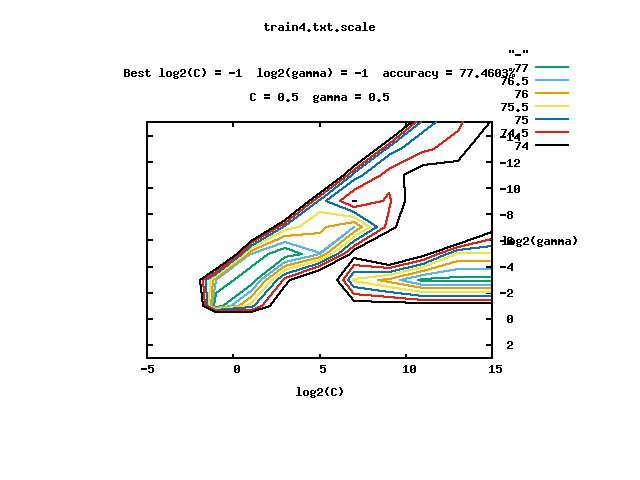 train4.txt.scale
"-"
Best log2(C) = -1  log2(gamma) = -1  accuracy = 77.4603%
77
76.5
76
75.5
75
74.5
74
C = 0.5  gamma = 0.5
-14
-12
-10
-8
-6
log2(gamma)
-4
-2
0
2
-5 0 5 10 15
log2(C)